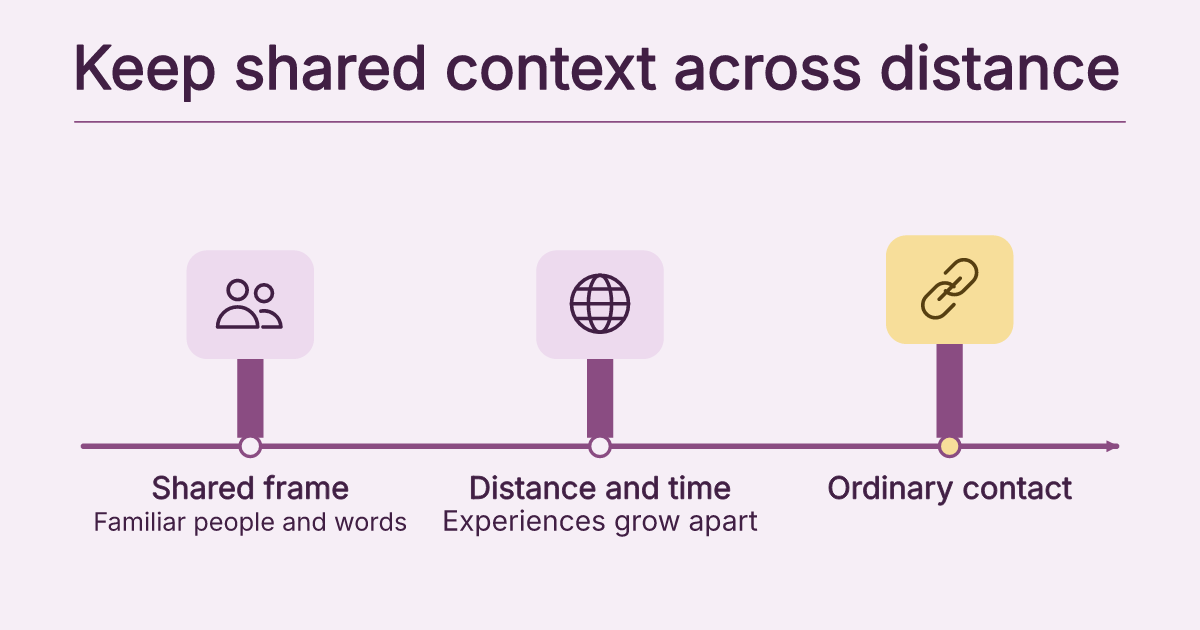 Keep shared context across distance
Shared frame
Familiar people and words
Distance and time
Experiences grow apart
Ordinary contact